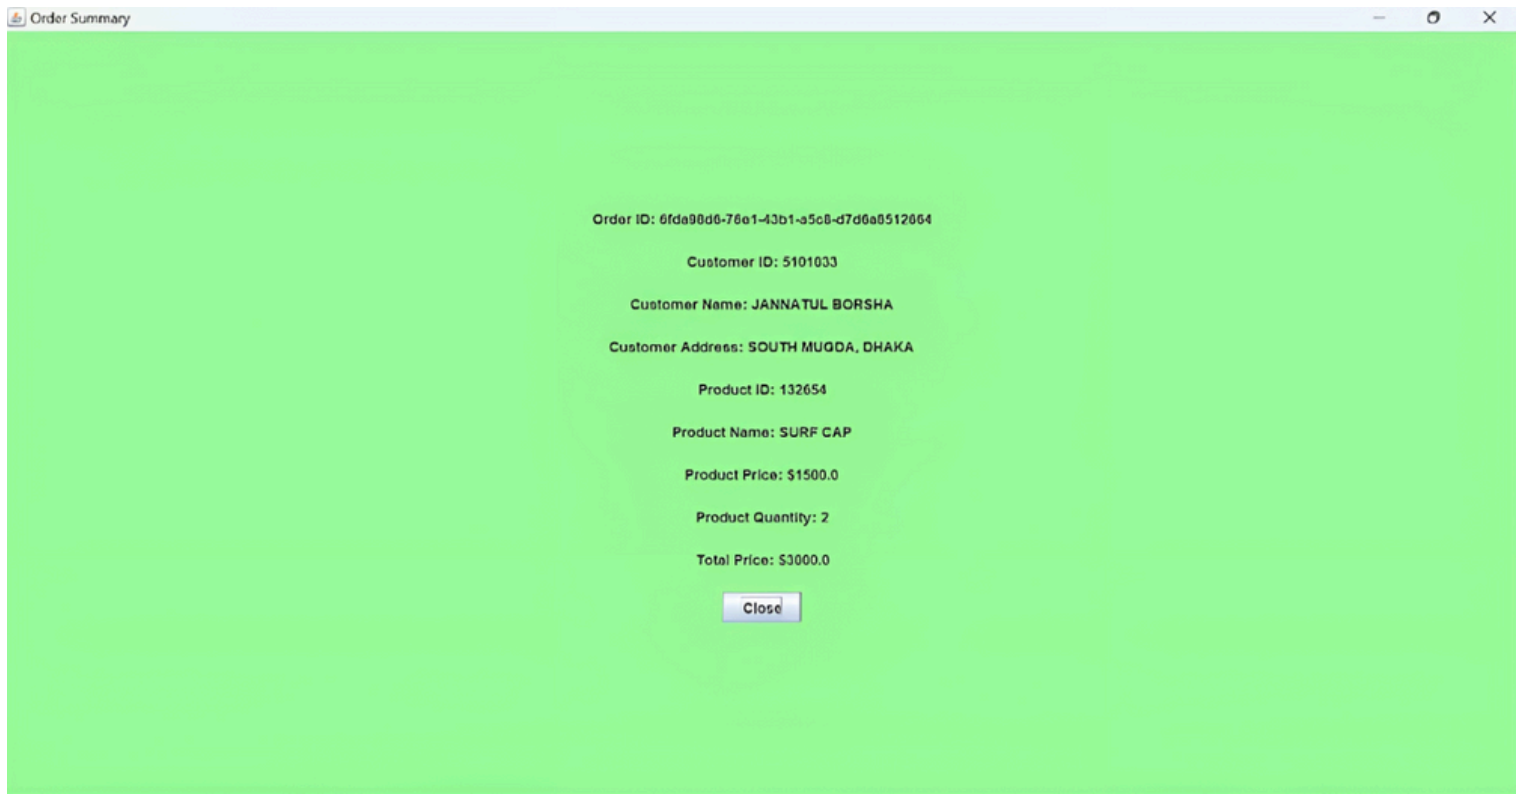 Order Summary
Order ID: 6fda98d6-76e1-43b1-a5c8-d7d6a8512664
Customer ID: 5101033
Customer Name: JANNATUL BORSHA
Customer Address: SOUTH MUGDA, DHAKA
Product ID: 132654
Product Name: SURF CAP
Product Price: $1500.0
Product Quantity: 2
Total Price: $3000.0
Close